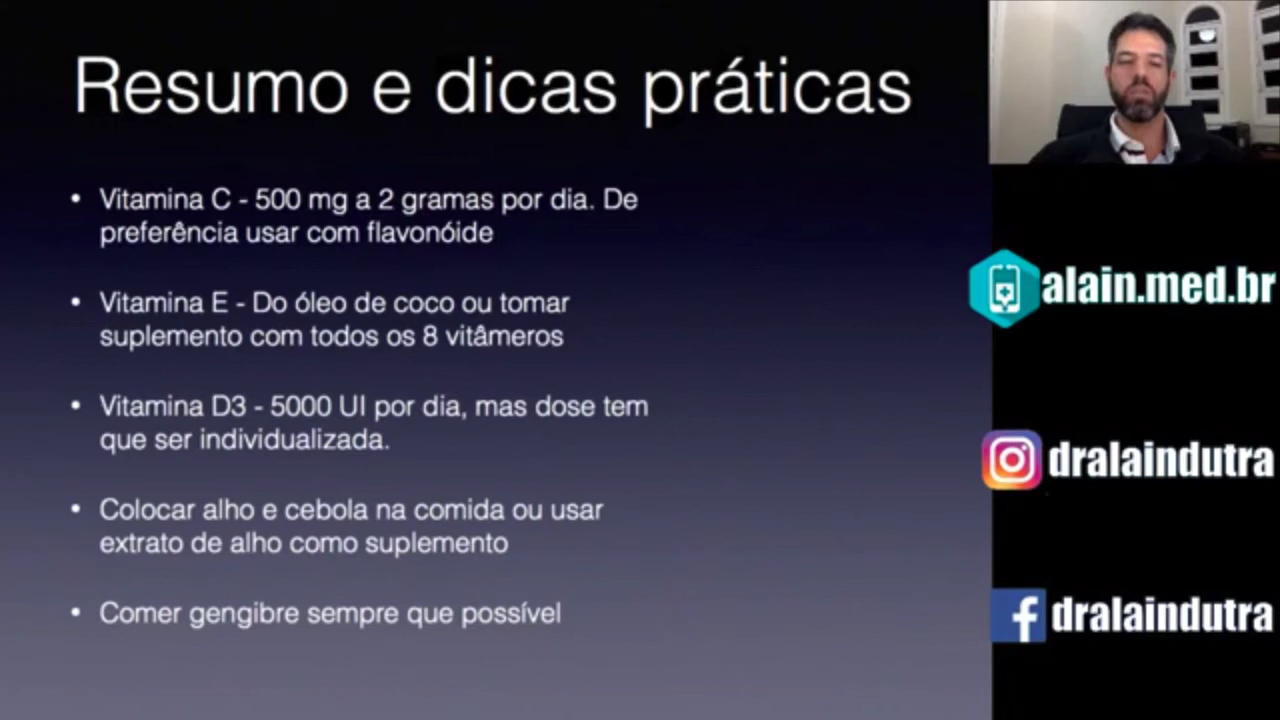 Resumo e dicas práticas
• Vitamina C - 500 mg a 2 gramas por dia. De
preferência usar com flavonóide
• Vitamina E - Do óleo de coco ou tomar
suplemento com todos os 8 vitâmeros
• Vitamina D3 - 5000 UI por dia, mas dose tem
que ser individualizada.
• Colocar alho e cebola na comida ou usar
extrato de alho como suplemento
• Comer gengibre sempre que possível
alain.med.br
dralaindutra
dralaindutra